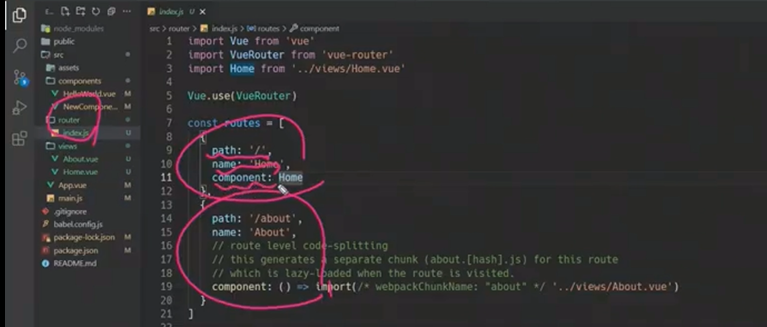 index.js U
node_modules
public
src
assets
components
HelloWorld.vue M
NewCompone... M
router
index.js U
views
About.vue U
Home.vue U
App.vue M
main.js M
.gitignore
babel.config.js
package-lock.json M
package.json M
README.md
src > router > index.js > routes > component
1 import Vue from 'vue'
2 import VueRouter from 'vue-router'
3 import Home from '../views/Home.vue'
4
5 Vue.use(VueRouter)
6
7 const routes = [
8 {
9 path: '/',
10 name: 'Home',
11 component: Home
12 },
13 {
14 path: '/about',
15 name: 'About',
16 // route level code-splitting
17 // this generates a separate chunk (about.[hash].js) for this route
18 // which is lazy-loaded when the route is visited.
19 component: () => import(/* webpackChunkName: "about" */ '../views/About.vue')
20 }
21 ]